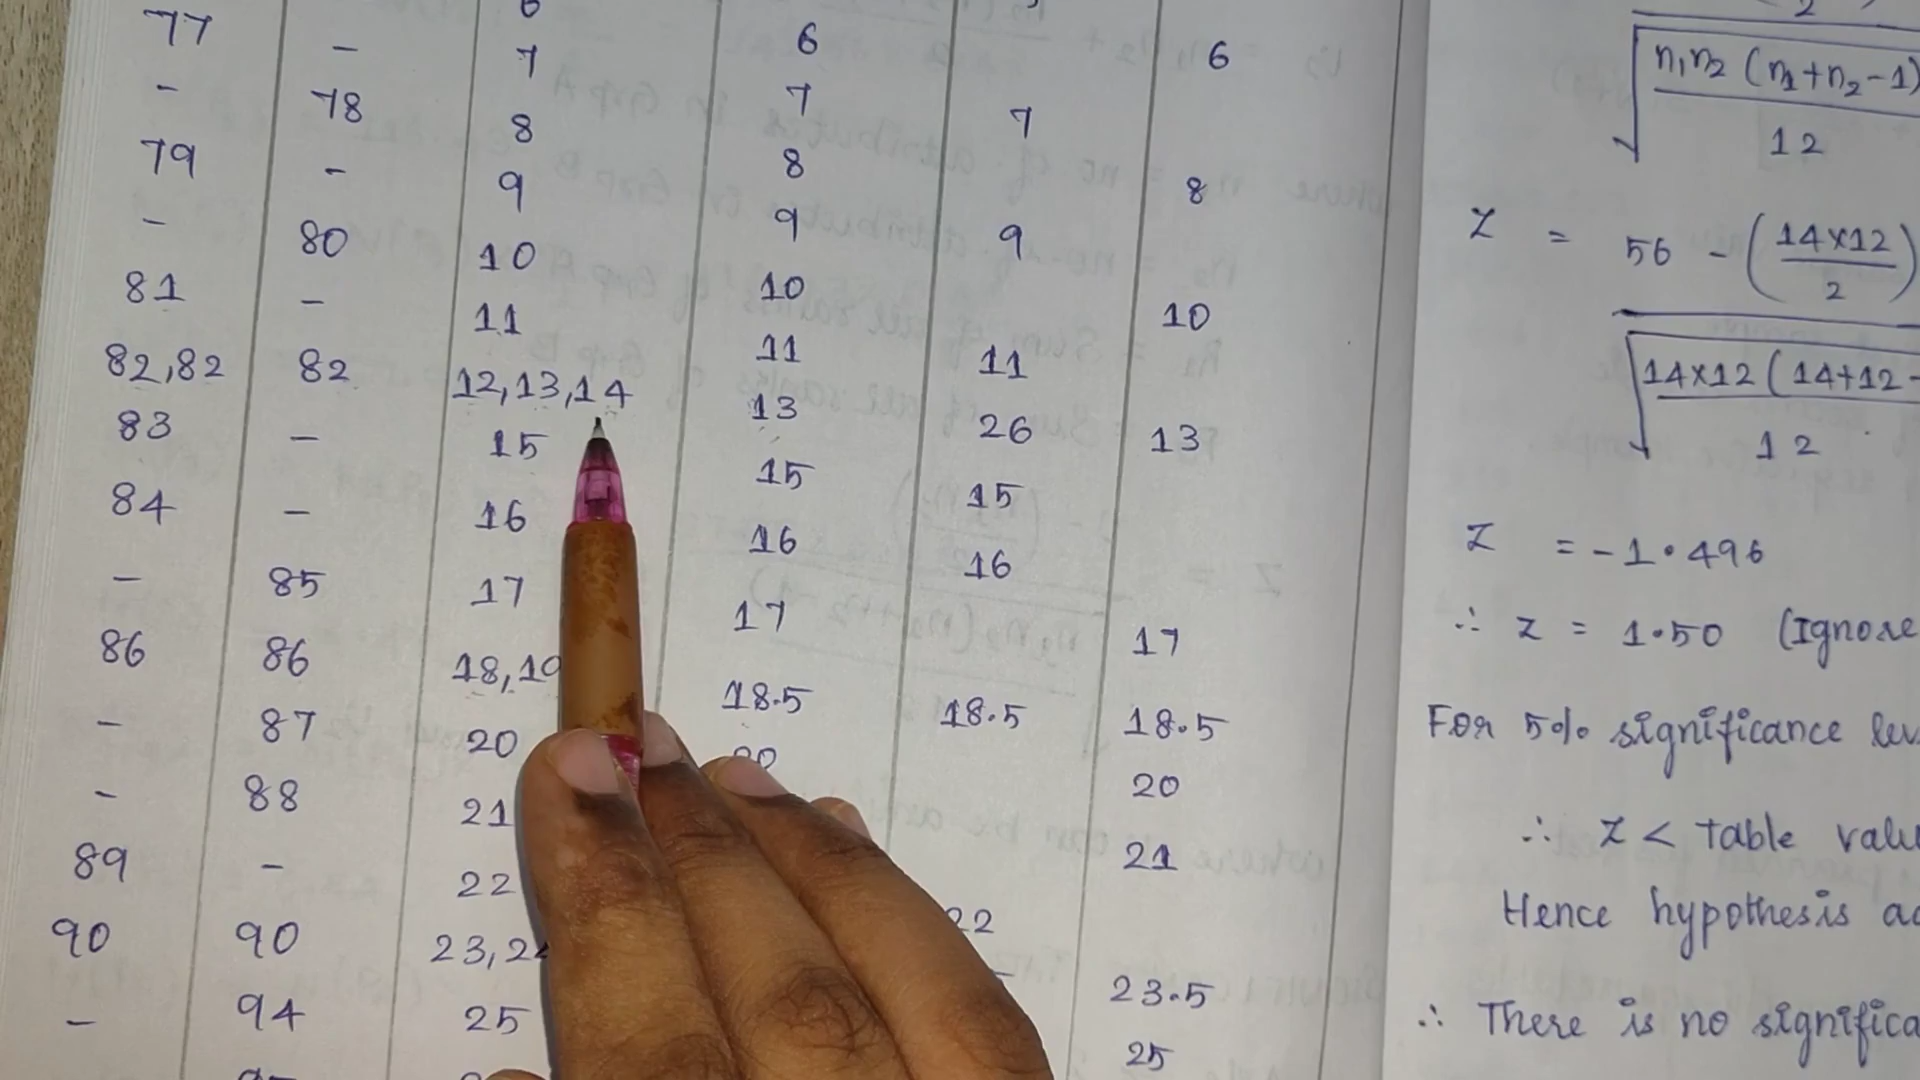 77 - 6 6 6
- 78 7 7 7
79 - 8 8 8
- 80 9 9 9
81 - 10 10 10
82,82 82 11 11 11
83 - 12,13,14 13 26 13
84 - 15 15 15
- 85 16 16 16
86 86 17 17 17
- 87 18,19 18.5 18.5 18.5
- 88 20 20 20
89 - 21 21
90 90 22 22
- 94 23,24 23.5
25 25
2
n₁n₂ (n₁+n₂-1)
12
Z = 56 - (14×12
2)
14×12 (14+12-
12
Z = -1.496
∴ Z = 1.50 (Ignore
For 5% significance lev
∴ Z < table valu
Hence hypothesis ac
∴ There is no significa